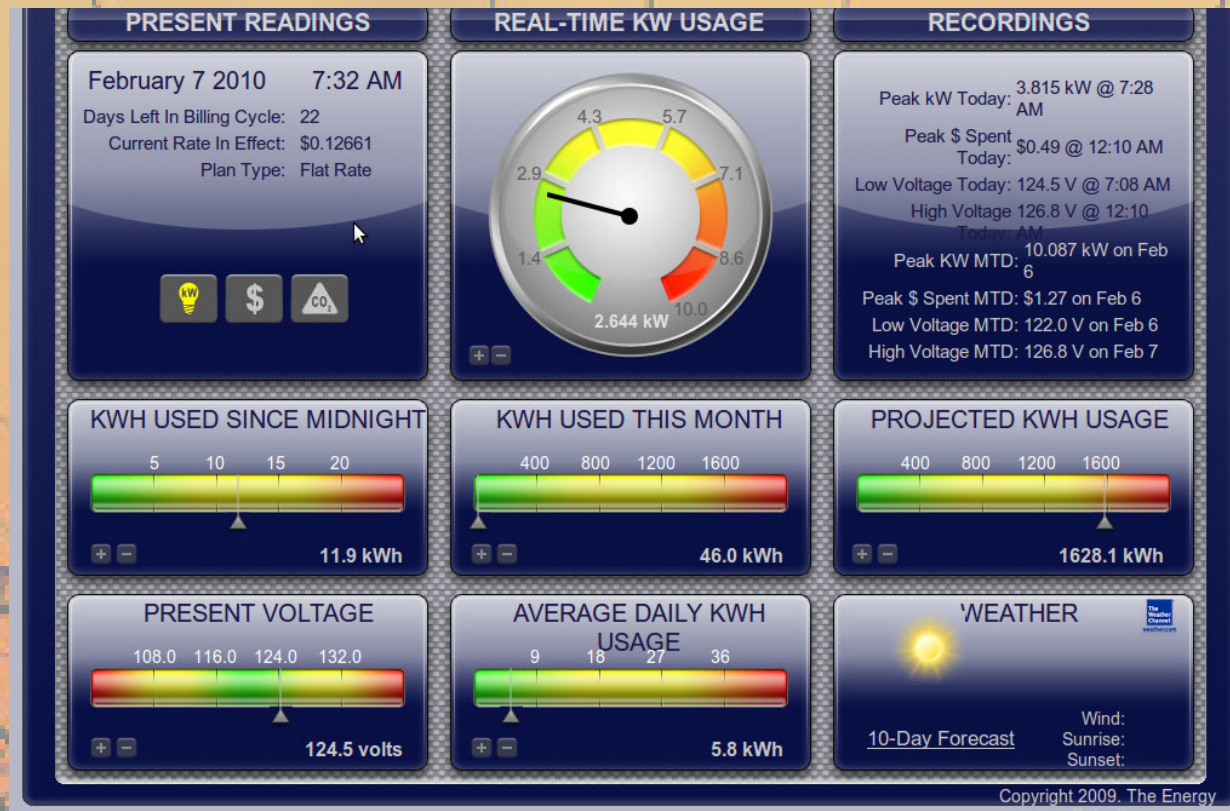 PRESENT READINGS
REAL-TIME KW USAGE
RECORDINGS
February 7 2010 7:32 AM
Days Left In Billing Cycle: 22
Current Rate In Effect: $0.12661
Plan Type: Flat Rate
kW
$
CO2
1.4
2.9
4.3
5.7
7.1
8.6
10.0
2.644 kW
+ −
Peak kW Today: 3.815 kW @ 7:28
AM
Peak $ Spent
Today: $0.49 @ 12:10 AM
Low Voltage Today: 124.5 V @ 7:08 AM
High Voltage 126.8 V @ 12:10
Today: AM
Peak KW MTD: 10.087 kW on Feb
6
Peak $ Spent MTD: $1.27 on Feb 6
Low Voltage MTD: 122.0 V on Feb 6
High Voltage MTD: 126.8 V on Feb 7
KWH USED SINCE MIDNIGHT
5 10 15 20
+ − 11.9 kWh
KWH USED THIS MONTH
400 800 1200 1600
+ − 46.0 kWh
PROJECTED KWH USAGE
400 800 1200 1600
+ − 1628.1 kWh
PRESENT VOLTAGE
108.0 116.0 124.0 132.0
+ − 124.5 volts
AVERAGE DAILY KWH
USAGE
9 18 27 36
+ − 5.8 kWh
WEATHER
The
Weather
Channel
weather.com
Wind:
10-Day Forecast Sunrise:
Sunset:
Copyright 2009. The Energy